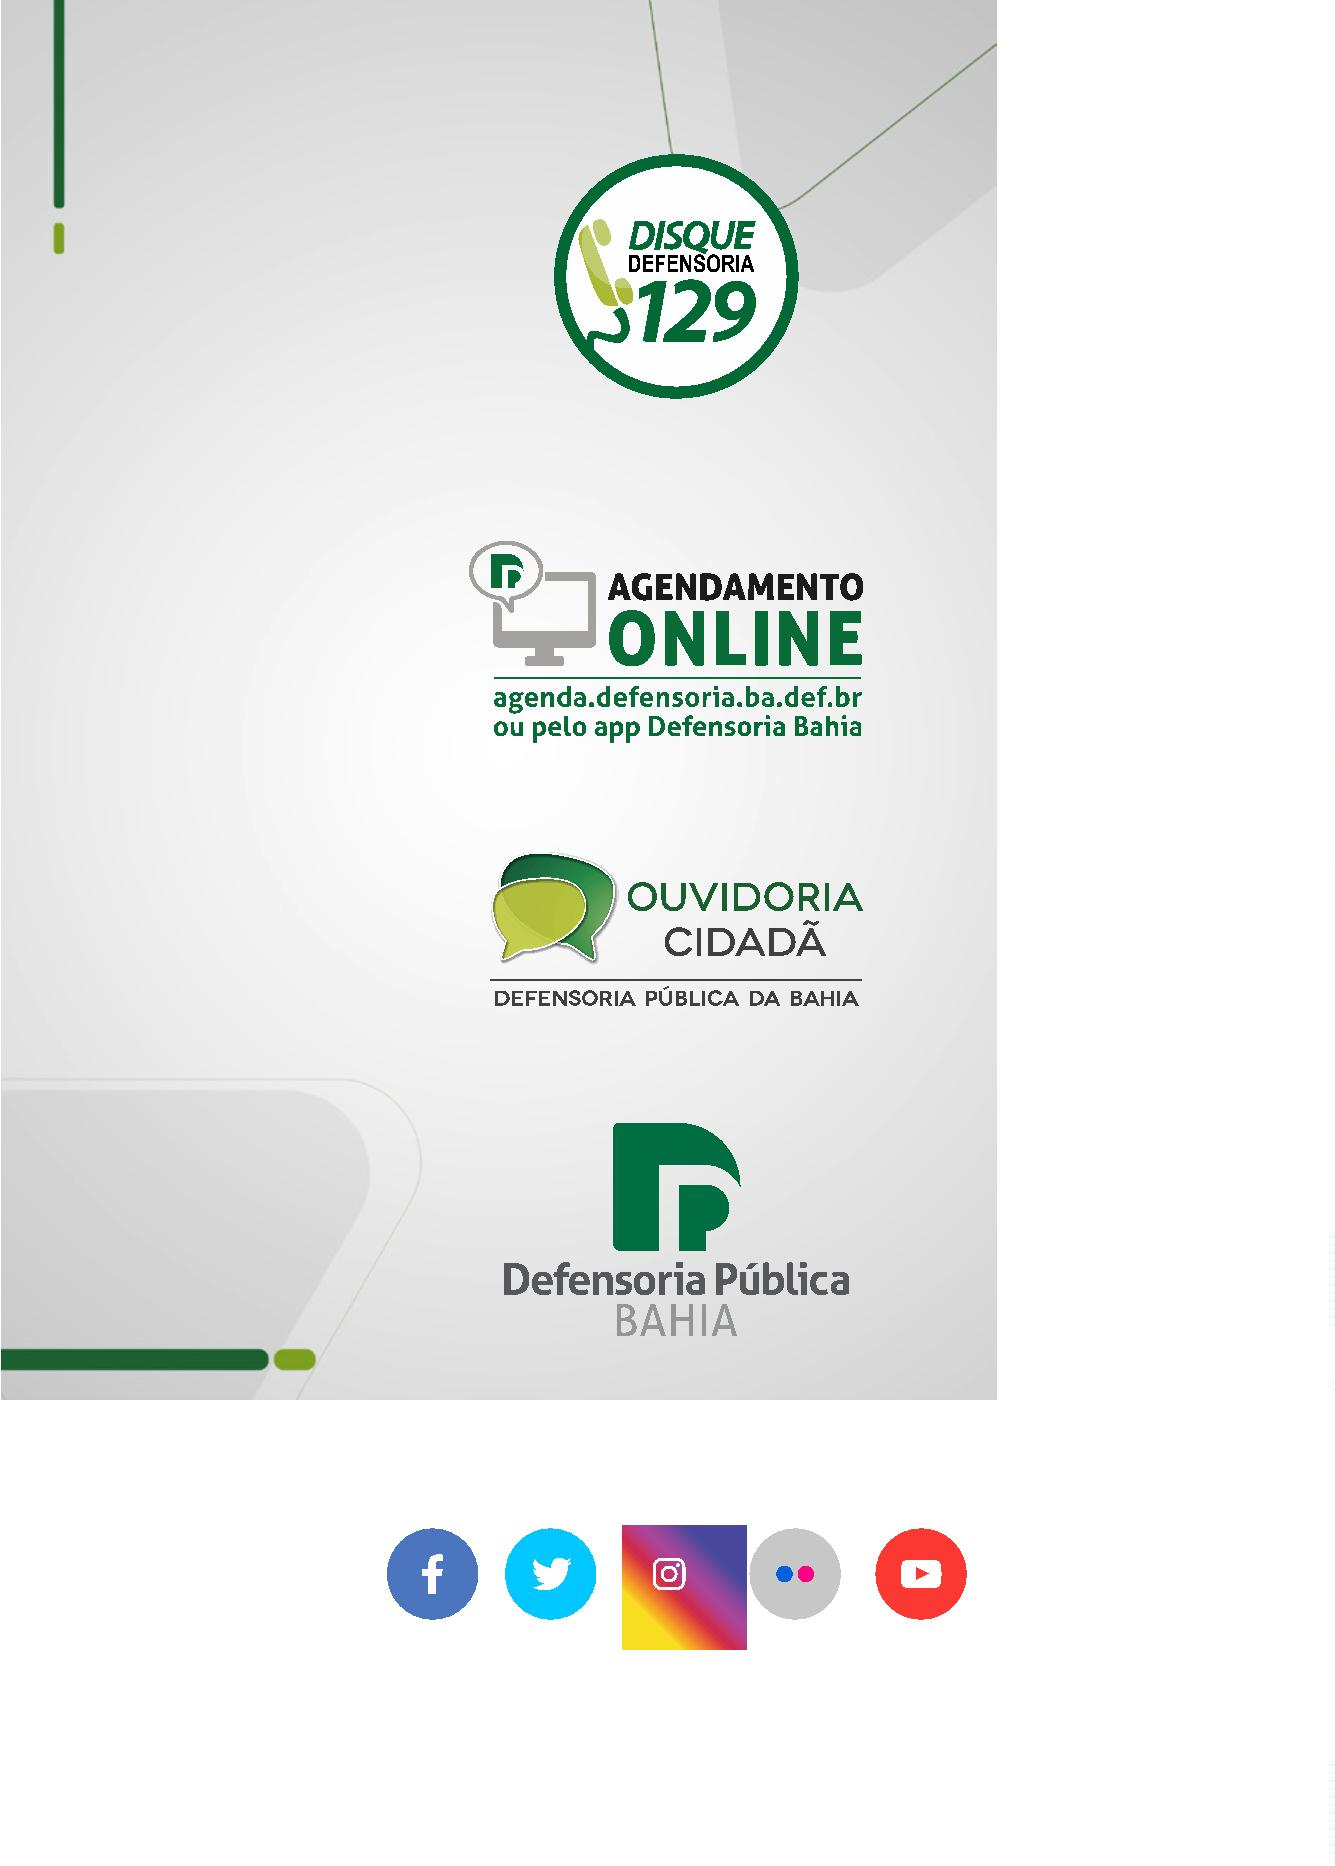 DISQUE
DEFENSORIA
129
AGENDAMENTO
ONLINE
agenda.defensoria.ba.def.br
ou pelo app Defensoria Bahia
OUVIDORIA
CIDADÃ
DEFENSORIA PÚBLICA DA BAHIA
Defensoria Pública
BAHIA